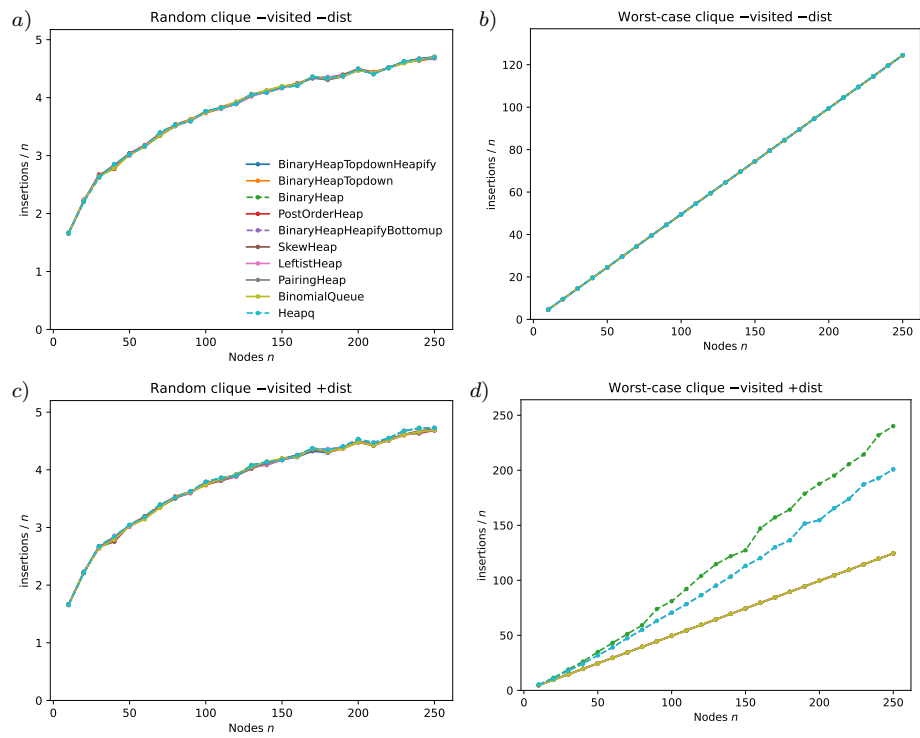 a)
Random clique −visited −dist
insertions / n
5
4
3
2
1
0
BinaryHeapTopdownHeapify
BinaryHeapTopdown
BinaryHeap
PostOrderHeap
BinaryHeapHeapifyBottomup
SkewHeap
LeftistHeap
PairingHeap
BinomialQueue
Heapq
0 50 100 150 200 250
Nodes n
b)
Worst-case clique −visited −dist
insertions / n
120
100
80
60
40
20
0
0 50 100 150 200 250
Nodes n
c)
Random clique −visited +dist
insertions / n
5
4
3
2
1
0
0 50 100 150 200 250
Nodes n
d)
Worst-case clique −visited +dist
insertions / n
250
200
150
100
50
0
0 50 100 150 200 250
Nodes n